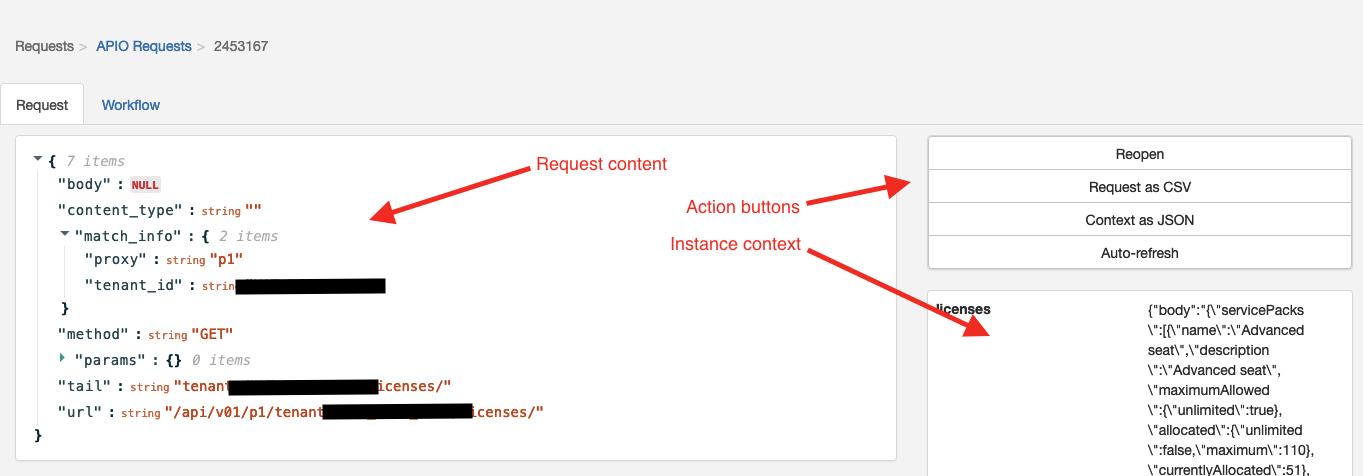 Requests > APIO Requests > 2453167
Request Workflow
{ 7 items
"body" : NULL
"content_type" : string ""
"match_info" : { 2 items
"proxy" : string "p1"
"tenant_id" : strin
}
"method" : string "GET"
"params" : {} 0 items
"tail" : string "tenant icenses/"
"url" : string "/api/v01/p1/tenant icenses/"
}
Request content
Action buttons
Instance context
Reopen
Request as CSV
Context as JSON
Auto-refresh
licenses
{"body":"{\"servicePacks
\":[{\"name\":\"Advanced
seat\",\"description
\":\"Advanced seat\",
\"maximumAllowed
\":{\"unlimited\":true},
\"allocated\":{\"unlimited
\":false,\"maximum\":110},
\"currentlyAllocated\":51},